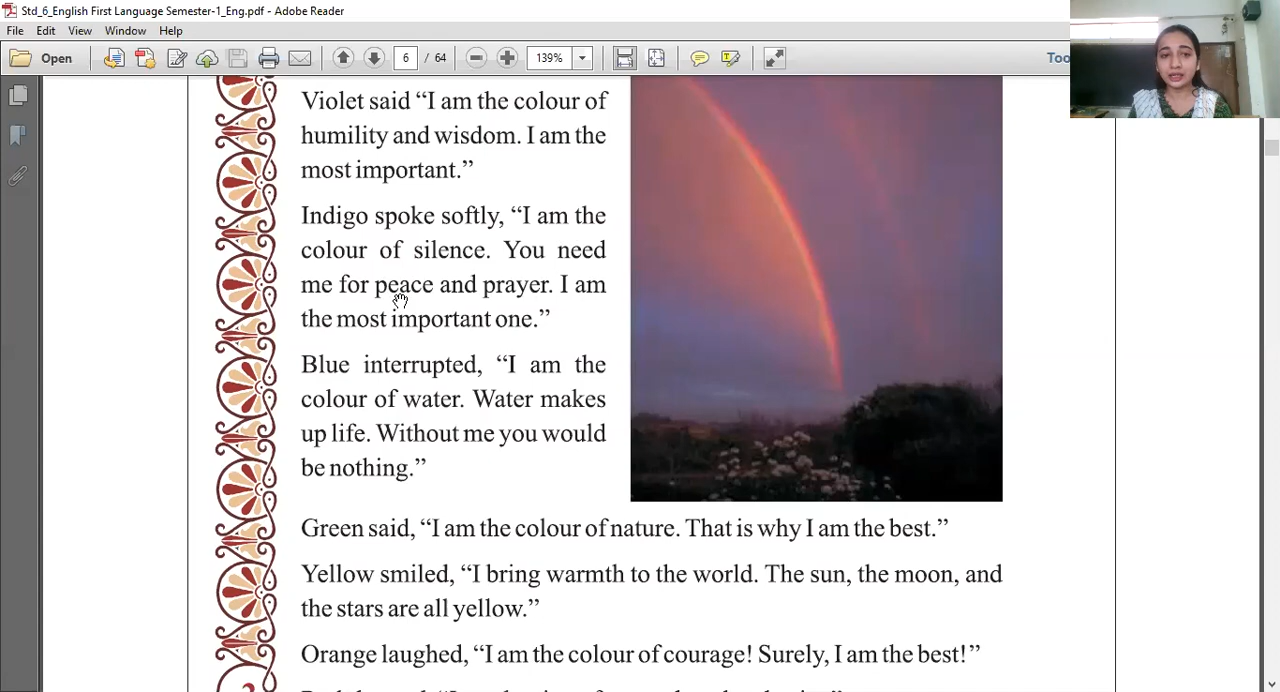 Std_6_English First Language Semester-1_Eng.pdf - Adobe Reader
File Edit View Window Help
Open 6 / 64 139%
Violet said “I am the colour of
humility and wisdom. I am the
most important.”
Indigo spoke softly, “I am the
colour of silence. You need
me for peace and prayer. I am
the most important one.”
Blue interrupted, “I am the
colour of water. Water makes
up life. Without me you would
be nothing.”
Green said, “I am the colour of nature. That is why I am the best.”
Yellow smiled, “I bring warmth to the world. The sun, the moon, and
the stars are all yellow.”
Orange laughed, “I am the colour of courage! Surely, I am the best!”